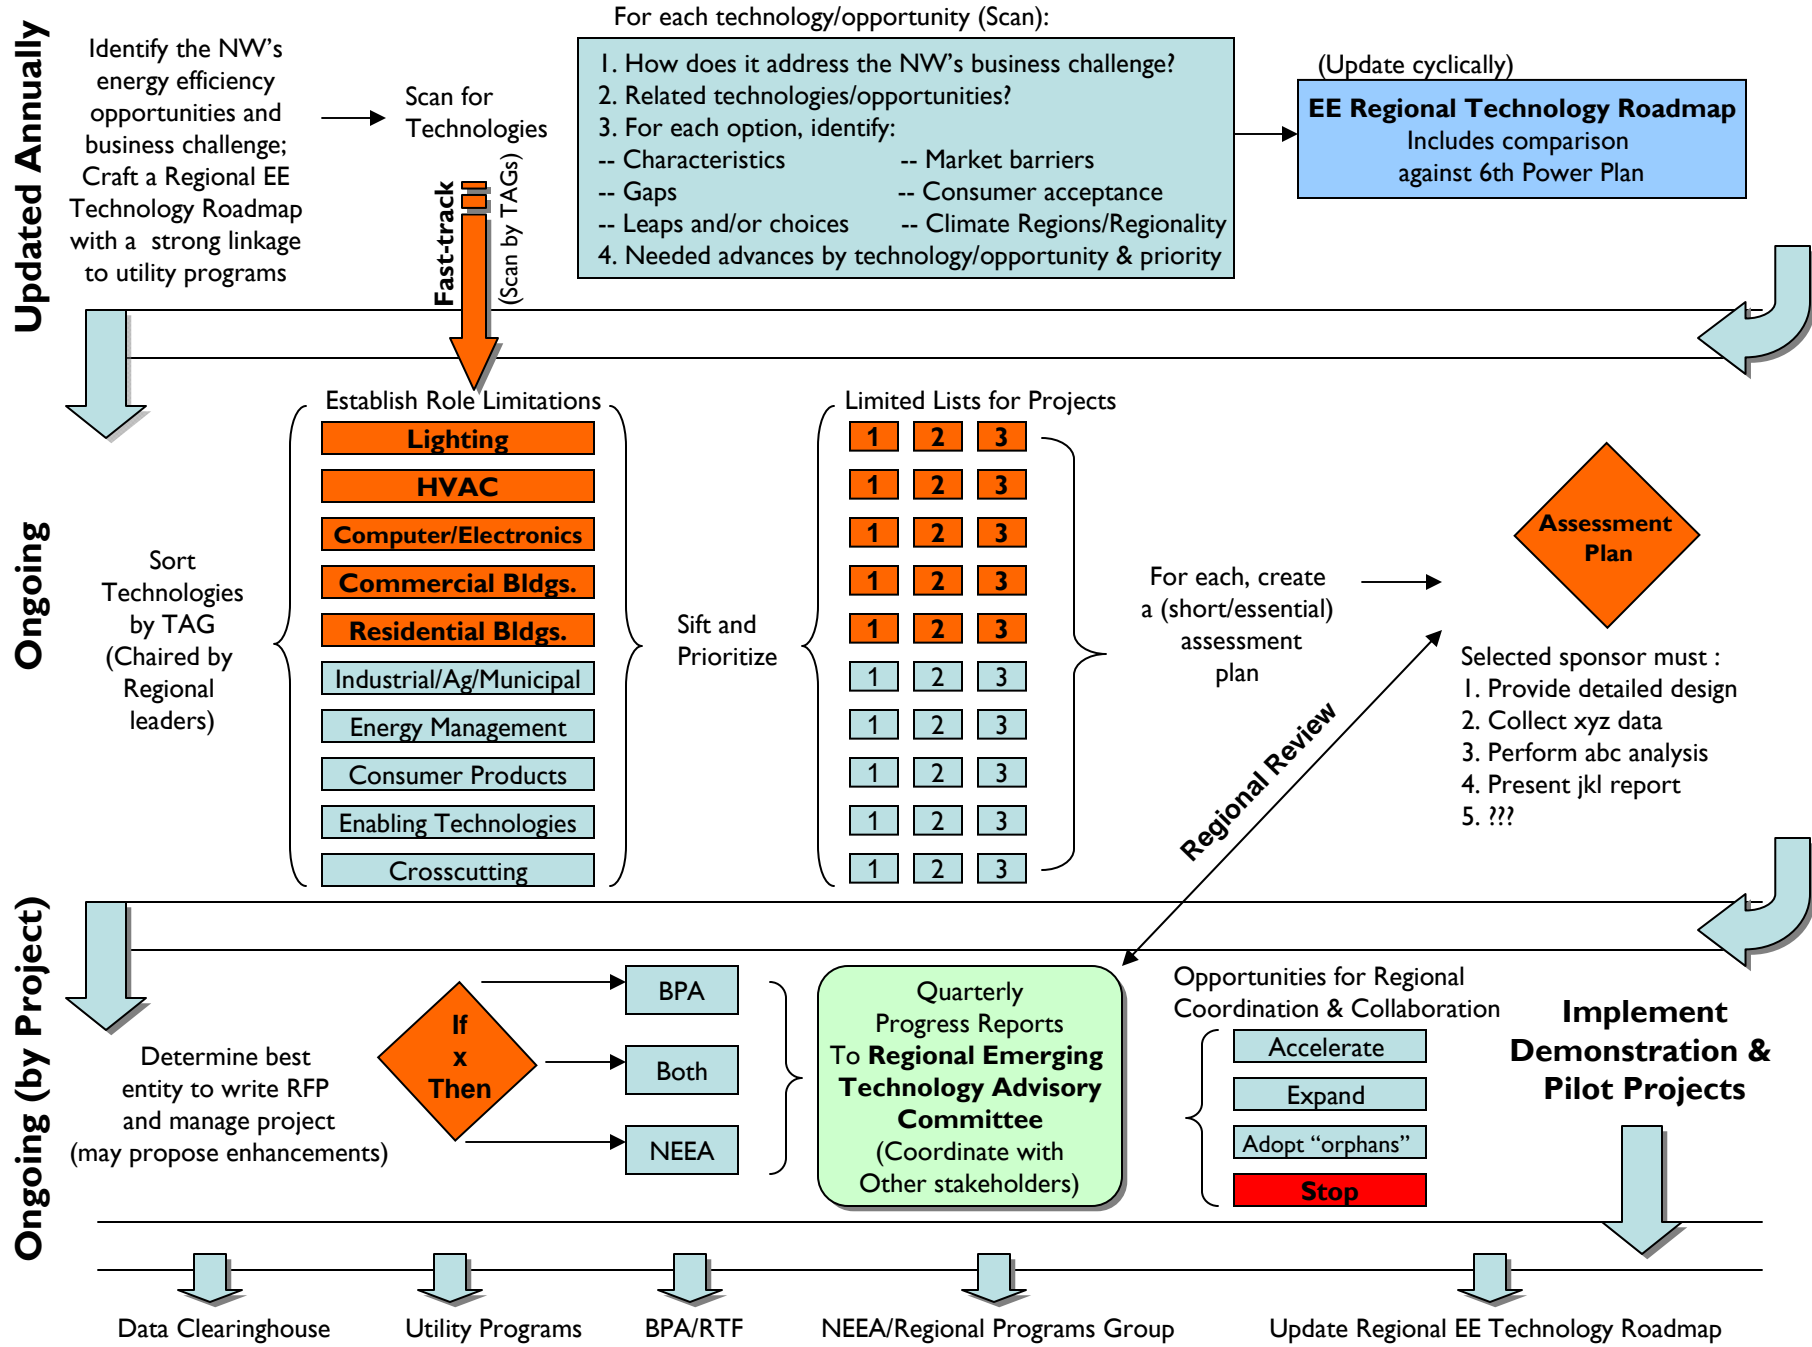 Updated Annually
Identify the NW's
energy efficiency
opportunities and
business challenge;
Craft a Regional EE
Technology Roadmap
with a strong linkage
to utility programs
Scan for
Technologies
Fast-track
(Scan by TAGs)
For each technology/opportunity (Scan):
1. How does it address the NW's business challenge?
2. Related technologies/opportunities?
3. For each option, identify:
-- Characteristics -- Market barriers
-- Gaps -- Consumer acceptance
-- Leaps and/or choices -- Climate Regions/Regionality
4. Needed advances by technology/opportunity & priority
(Update cyclically)
EE Regional Technology Roadmap
Includes comparison
against 6th Power Plan
Ongoing
Sort
Technologies
by TAG
(Chaired by
Regional
leaders)
Establish Role Limitations
Lighting
HVAC
Computer/Electronics
Commercial Bldgs.
Residential Bldgs.
Industrial/Ag/Municipal
Energy Management
Consumer Products
Enabling Technologies
Crosscutting
Sift and
Prioritize
Limited Lists for Projects
1 2 3
1 2 3
1 2 3
1 2 3
1 2 3
1 2 3
1 2 3
1 2 3
1 2 3
1 2 3
For each, create
a (short/essential)
assessment
plan
Assessment
Plan
Selected sponsor must :
1. Provide detailed design
2. Collect xyz data
3. Perform abc analysis
4. Present jkl report
5. ???
Regional Review
Ongoing (by Project)
Determine best
entity to write RFP
and manage project
(may propose enhancements)
If
x
Then
BPA
Both
NEEA
Quarterly
Progress Reports
To Regional Emerging
Technology Advisory
Committee
(Coordinate with
Other stakeholders)
Opportunities for Regional
Coordination & Collaboration
Accelerate
Expand
Adopt “orphans”
Stop
Implement
Demonstration &
Pilot Projects
Data Clearinghouse
Utility Programs
BPA/RTF
NEEA/Regional Programs Group
Update Regional EE Technology Roadmap